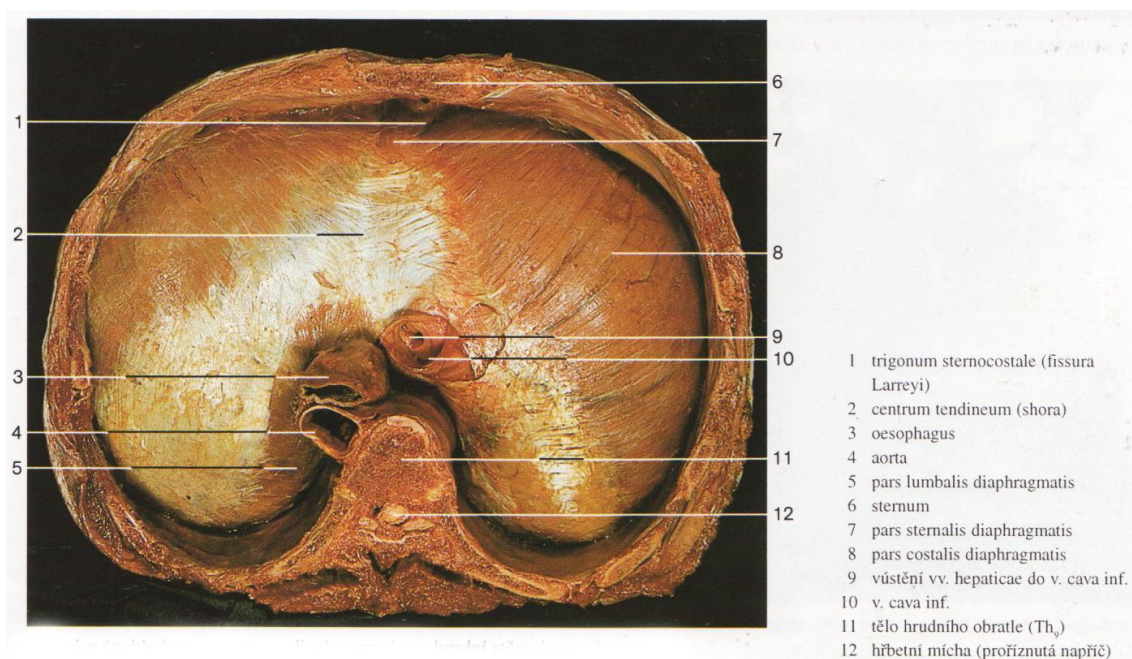 6
1
7
2
8
9
10
3
4
5
11
12
1 trigonum sternocostale (fissura
Larreyi)
2 centrum tendineum (shora)
3 oesophagus
4 aorta
5 pars lumbalis diaphragmatis
6 sternum
7 pars sternalis diaphragmatis
8 pars costalis diaphragmatis
9 vústění vv. hepaticae do v. cava inf.
10 v. cava inf.
11 tělo hrudního obratle (Th₉)
12 hřbetní mícha (proříznutá napříč)